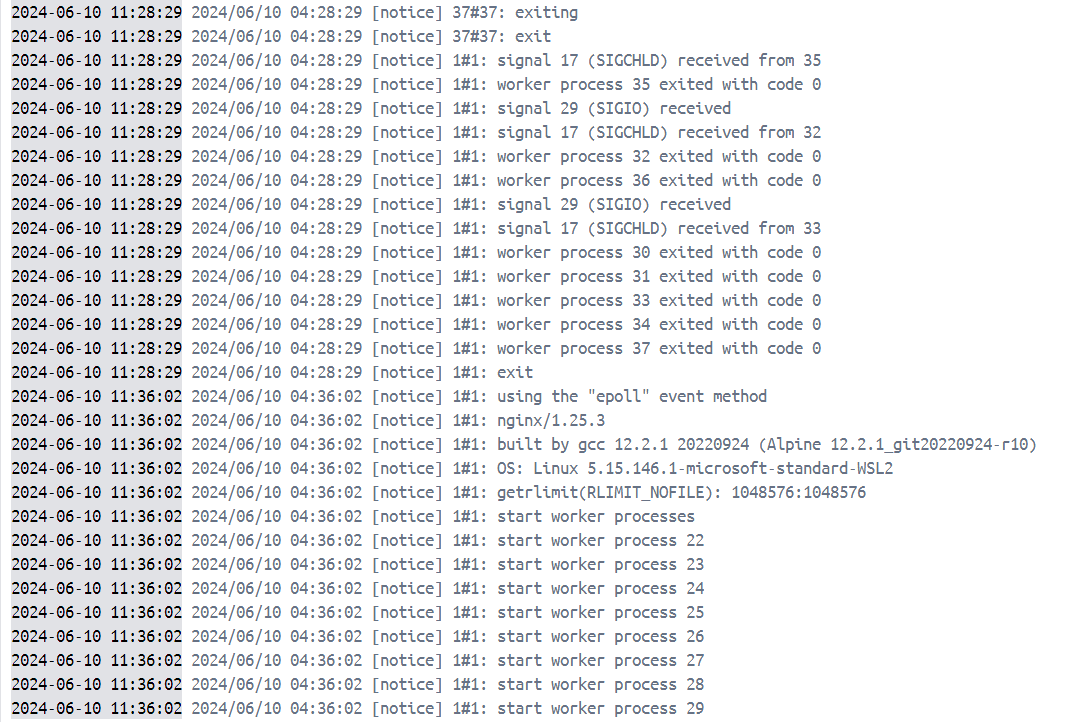 2024-06-10 11:28:29 2024/06/10 04:28:29 [notice] 37#37: exiting
2024-06-10 11:28:29 2024/06/10 04:28:29 [notice] 37#37: exit
2024-06-10 11:28:29 2024/06/10 04:28:29 [notice] 1#1: signal 17 (SIGCHLD) received from 35
2024-06-10 11:28:29 2024/06/10 04:28:29 [notice] 1#1: worker process 35 exited with code 0
2024-06-10 11:28:29 2024/06/10 04:28:29 [notice] 1#1: signal 29 (SIGIO) received
2024-06-10 11:28:29 2024/06/10 04:28:29 [notice] 1#1: signal 17 (SIGCHLD) received from 32
2024-06-10 11:28:29 2024/06/10 04:28:29 [notice] 1#1: worker process 32 exited with code 0
2024-06-10 11:28:29 2024/06/10 04:28:29 [notice] 1#1: worker process 36 exited with code 0
2024-06-10 11:28:29 2024/06/10 04:28:29 [notice] 1#1: signal 29 (SIGIO) received
2024-06-10 11:28:29 2024/06/10 04:28:29 [notice] 1#1: signal 17 (SIGCHLD) received from 33
2024-06-10 11:28:29 2024/06/10 04:28:29 [notice] 1#1: worker process 30 exited with code 0
2024-06-10 11:28:29 2024/06/10 04:28:29 [notice] 1#1: worker process 31 exited with code 0
2024-06-10 11:28:29 2024/06/10 04:28:29 [notice] 1#1: worker process 33 exited with code 0
2024-06-10 11:28:29 2024/06/10 04:28:29 [notice] 1#1: worker process 34 exited with code 0
2024-06-10 11:28:29 2024/06/10 04:28:29 [notice] 1#1: worker process 37 exited with code 0
2024-06-10 11:28:29 2024/06/10 04:28:29 [notice] 1#1: exit
2024-06-10 11:36:02 2024/06/10 04:36:02 [notice] 1#1: using the "epoll" event method
2024-06-10 11:36:02 2024/06/10 04:36:02 [notice] 1#1: nginx/1.25.3
2024-06-10 11:36:02 2024/06/10 04:36:02 [notice] 1#1: built by gcc 12.2.1 20220924 (Alpine 12.2.1_git20220924-r10)
2024-06-10 11:36:02 2024/06/10 04:36:02 [notice] 1#1: OS: Linux 5.15.146.1-microsoft-standard-WSL2
2024-06-10 11:36:02 2024/06/10 04:36:02 [notice] 1#1: getrlimit(RLIMIT_NOFILE): 1048576:1048576
2024-06-10 11:36:02 2024/06/10 04:36:02 [notice] 1#1: start worker processes
2024-06-10 11:36:02 2024/06/10 04:36:02 [notice] 1#1: start worker process 22
2024-06-10 11:36:02 2024/06/10 04:36:02 [notice] 1#1: start worker process 23
2024-06-10 11:36:02 2024/06/10 04:36:02 [notice] 1#1: start worker process 24
2024-06-10 11:36:02 2024/06/10 04:36:02 [notice] 1#1: start worker process 25
2024-06-10 11:36:02 2024/06/10 04:36:02 [notice] 1#1: start worker process 26
2024-06-10 11:36:02 2024/06/10 04:36:02 [notice] 1#1: start worker process 27
2024-06-10 11:36:02 2024/06/10 04:36:02 [notice] 1#1: start worker process 28
2024-06-10 11:36:02 2024/06/10 04:36:02 [notice] 1#1: start worker process 29